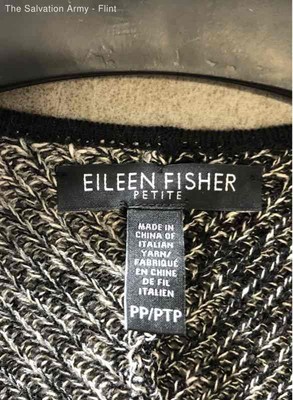 The Salvation Army - Flint
EILEEN FISHER
PETITE
MADE IN
CHINA OF
ITALIAN
YARN/
FABRIQUÉ
EN CHINE
DE FIL
ITALIEN
PP/PTP